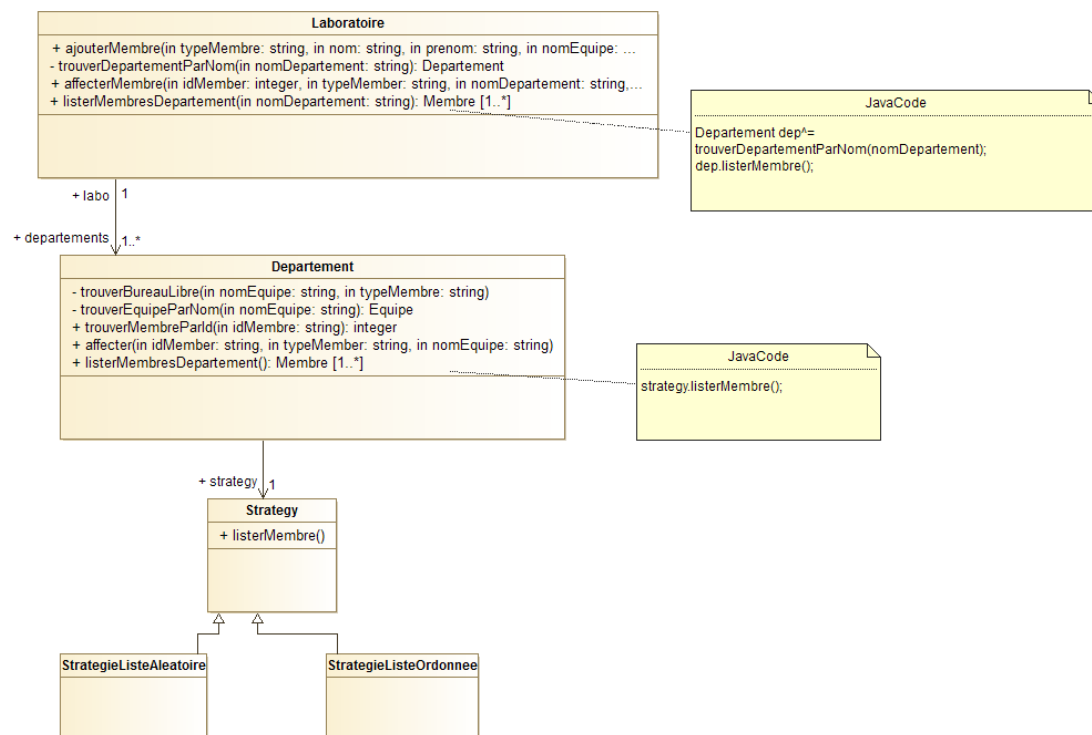 Laboratoire
+ ajouterMembre(in typeMembre: string, in nom: string, in prenom: string, in nomEquipe: ...
- trouverDepartementParNom(in nomDepartement: string): Departement
+ affecterMembre(in idMember: integer, in typeMember: string, in nomDepartement: string,...
+ listerMembresDepartement(in nomDepartement: string): Membre [1..*]
JavaCode
Departement dep^=
trouverDepartementParNom(nomDepartement);
dep.listerMembre();
+ labo 1
+ departements 1..*
Departement
- trouverBureauLibre(in nomEquipe: string, in typeMembre: string)
- trouverEquipeParNom(in nomEquipe: string): Equipe
+ trouverMembreParId(in idMembre: string): integer
+ affecter(in idMember: string, in typeMember: string, in nomEquipe: string)
+ listerMembresDepartement(): Membre [1..*]
JavaCode
strategy.listerMembre();
+ strategy 1
Strategy
+ listerMembre()
StrategieListeAleatoire
StrategieListeOrdonnee